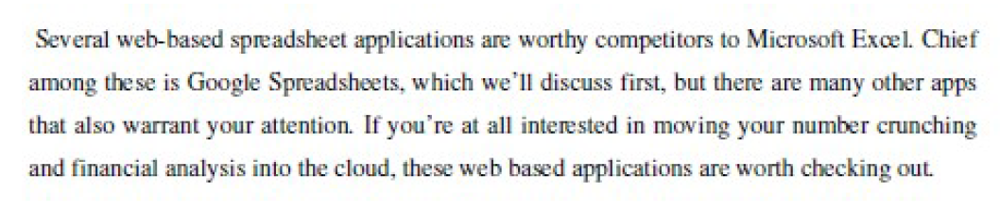 Several web-based spreadsheet applications are worthy competitors to Microsoft Excel. Chief
among these is Google Spreadsheets, which we'll discuss first, but there are many other apps
that also warrant your attention. If you're at all interested in moving your number crunching
and financial analysis into the cloud, these web based applications are worth checking out.